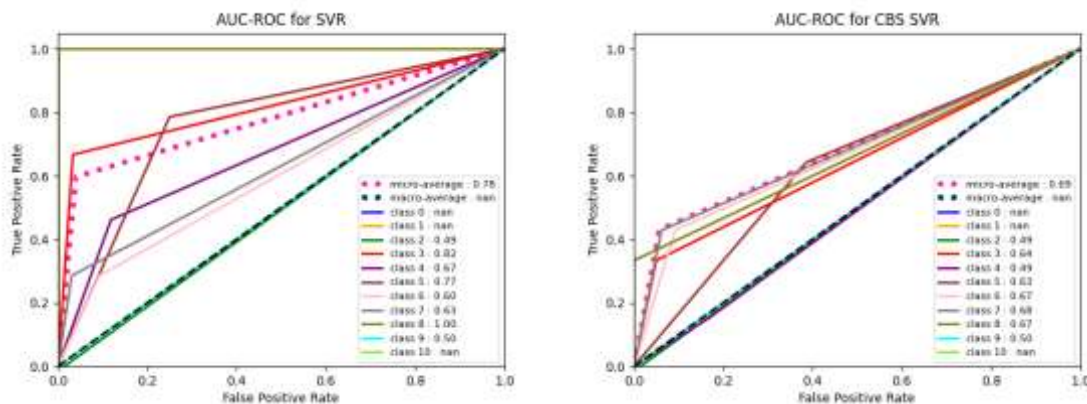 AUC-ROC for SVR
1.0
0.8
0.6
0.4
0.2
0.0
True Positive Rate
micro-average : 0.78
macro-average : nan
class 0 : nan
class 1 : nan
class 2 : 0.49
class 3 : 0.82
class 4 : 0.67
class 5 : 0.77
class 6 : 0.60
class 7 : 0.63
class 8 : 1.00
class 9 : 0.50
class 10 : nan
0.0 0.2 0.4 0.6 0.8 1.0
False Positive Rate
AUC-ROC for CBS SVR
1.0
0.8
0.6
0.4
0.2
0.0
True Positive Rate
micro-average : 0.69
macro-average : nan
class 0 : nan
class 1 : nan
class 2 : 0.49
class 3 : 0.64
class 4 : 0.49
class 5 : 0.63
class 6 : 0.67
class 7 : 0.68
class 8 : 0.67
class 9 : 0.50
class 10 : nan
0.0 0.2 0.4 0.6 0.8 1.0
False Positive Rate